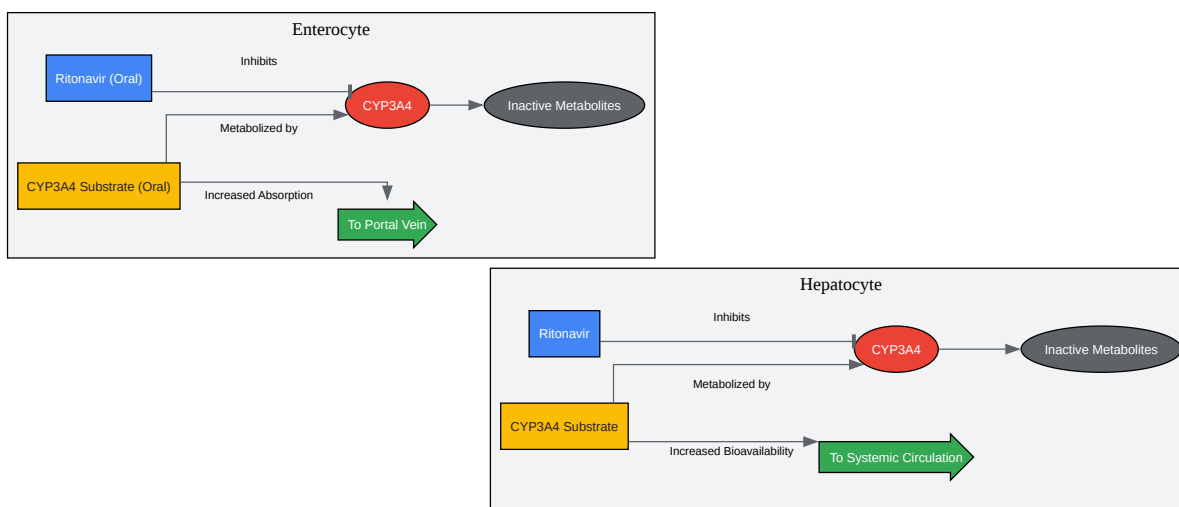 Enterocyte
Inhibits
Ritonavir (Oral)
CYP3A4
Inactive Metabolites
Metabolized by
CYP3A4 Substrate (Oral)
Increased Absorption
To Portal Vein
Hepatocyte
Inhibits
Ritonavir
CYP3A4
Inactive Metabolites
Metabolized by
CYP3A4 Substrate
Increased Bioavailability
To Systemic Circulation